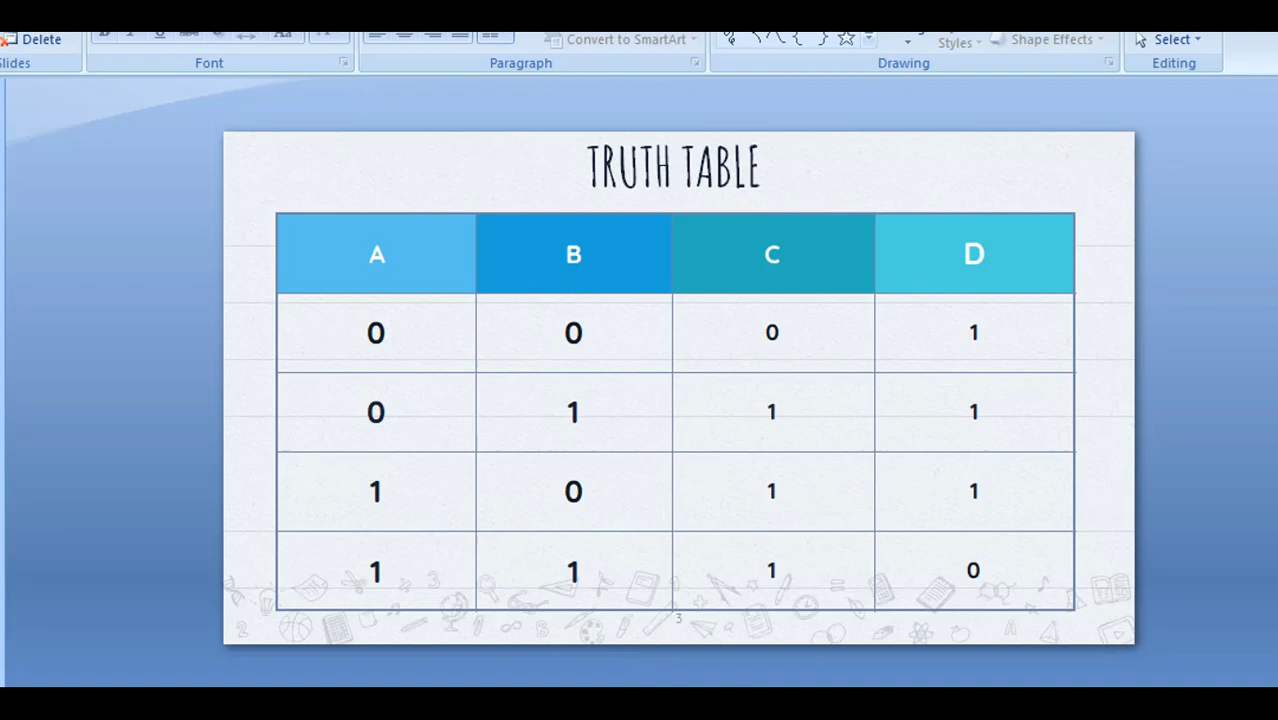 Delete
Convert to SmartArt
Styles
Shape Effects
Select
Slides
Font
Paragraph
Drawing
Editing
TRUTH TABLE
A B C D
0 0 0 1
0 1 1 1
1 0 1 1
1 1 1 0
3